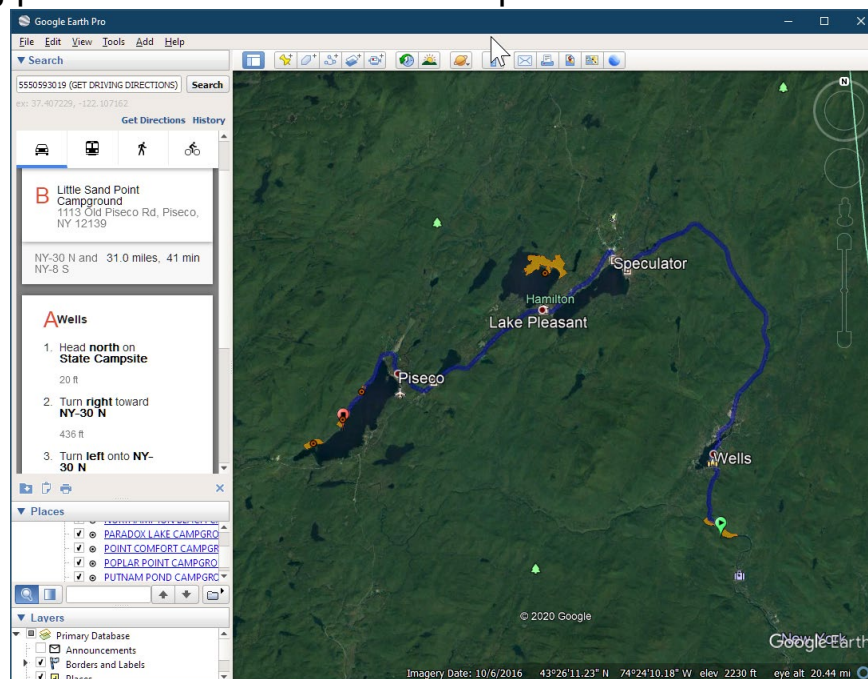 Google Earth Pro
File Edit View Tools Add Help
Search
5550593019 (GET DRIVING DIRECTIONS) Search
ex: 37.407229, -122.107162
Get Directions History
B Little Sand Point
Campground
1113 Old Piseco Rd, Piseco,
NY 12139
NY-30 N and 31.0 miles, 41 min
NY-8 S
A Wells
1. Head north on
State Campsite
20 ft
2. Turn right toward
NY-30 N
436 ft
3. Turn left onto NY-
30 N
Places
PARADOX LAKE CAMPGRO
POINT COMFORT CAMPGR
POPLAR POINT CAMPGRO
PUTNAM POND CAMPGRO
Layers
Primary Database
Announcements
Borders and Labels
Places
N
Speculator
Hamilton
Lake Pleasant
Piseco
Wells
© 2020 Google
New York
Google Earth
Imagery Date: 10/6/2016 43°26'11.23" N 74°24'10.18" W elev 2230 ft eye alt 20.44 mi